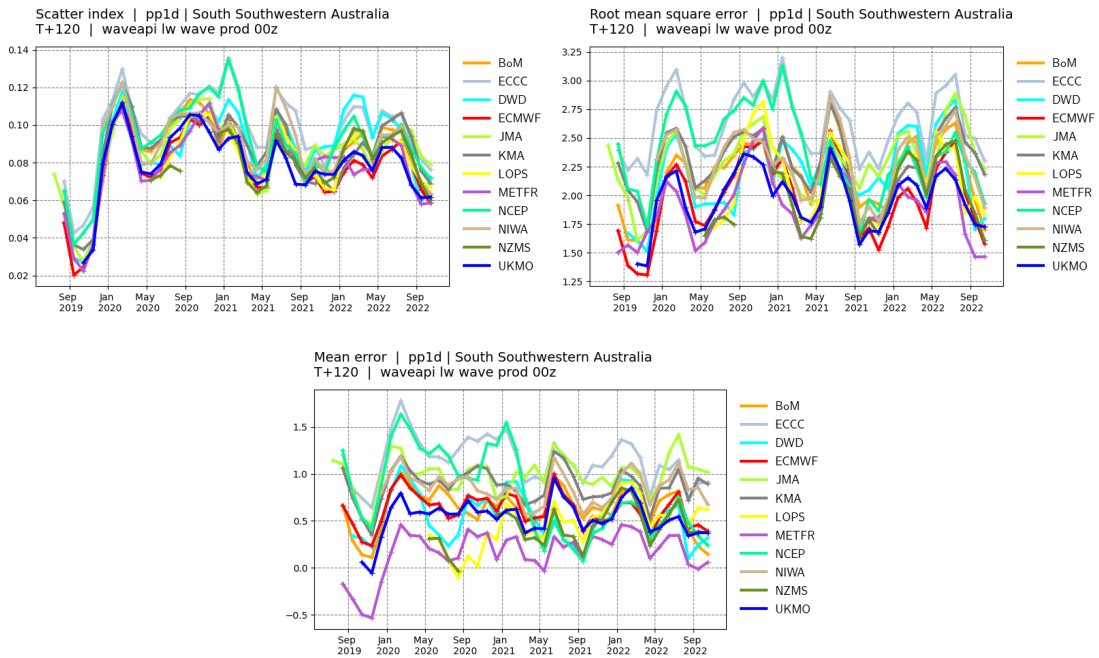 Scatter index | pp1d | South Southwestern Australia
T+120 | waveapi lw wave prod 00z
0.14
0.12
0.10
0.08
0.06
0.04
0.02
Sep 2019
Jan 2020
May 2020
Sep 2020
Jan 2021
May 2021
Sep 2021
Jan 2022
May 2022
Sep 2022
BoM
ECCC
DWD
ECMWF
JMA
KMA
LOPS
METFR
NCEP
NIWA
NZMS
UKMO
Root mean square error | pp1d | South Southwestern Australia
T+120 | waveapi lw wave prod 00z
3.25
3.00
2.75
2.50
2.25
2.00
1.75
1.50
1.25
Sep 2019
Jan 2020
May 2020
Sep 2020
Jan 2021
May 2021
Sep 2021
Jan 2022
May 2022
Sep 2022
BoM
ECCC
DWD
ECMWF
JMA
KMA
LOPS
METFR
NCEP
NIWA
NZMS
UKMO
Mean error | pp1d | South Southwestern Australia
T+120 | waveapi lw wave prod 00z
1.5
1.0
0.5
0.0
−0.5
Sep 2019
Jan 2020
May 2020
Sep 2020
Jan 2021
May 2021
Sep 2021
Jan 2022
May 2022
Sep 2022
BoM
ECCC
DWD
ECMWF
JMA
KMA
LOPS
METFR
NCEP
NIWA
NZMS
UKMO